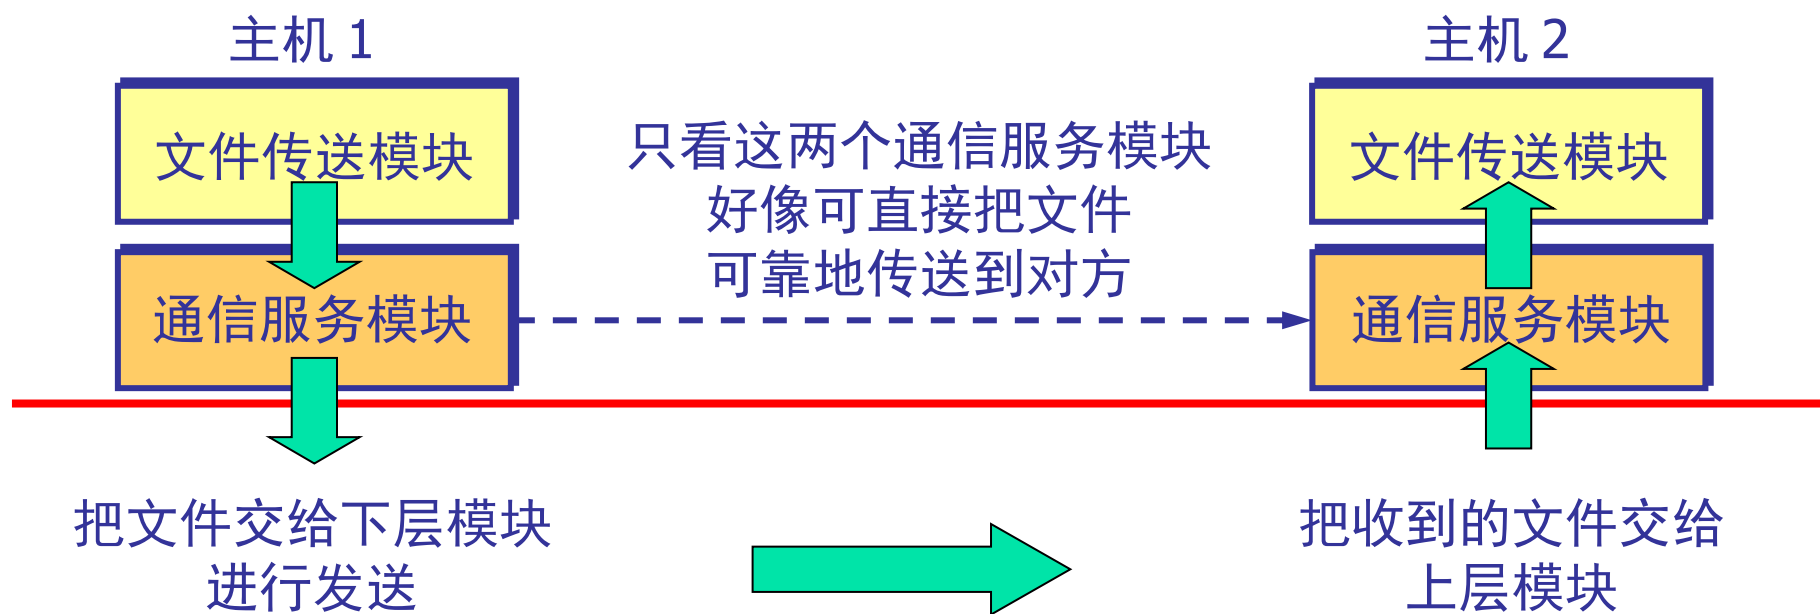 主机 1
主机 2
文件传送模块
只看这两个通信服务模块
好像可直接把文件
可靠地传送到对方
文件传送模块
通信服务模块
通信服务模块
把文件交给下层模块
进行发送
把收到的文件交给
上层模块